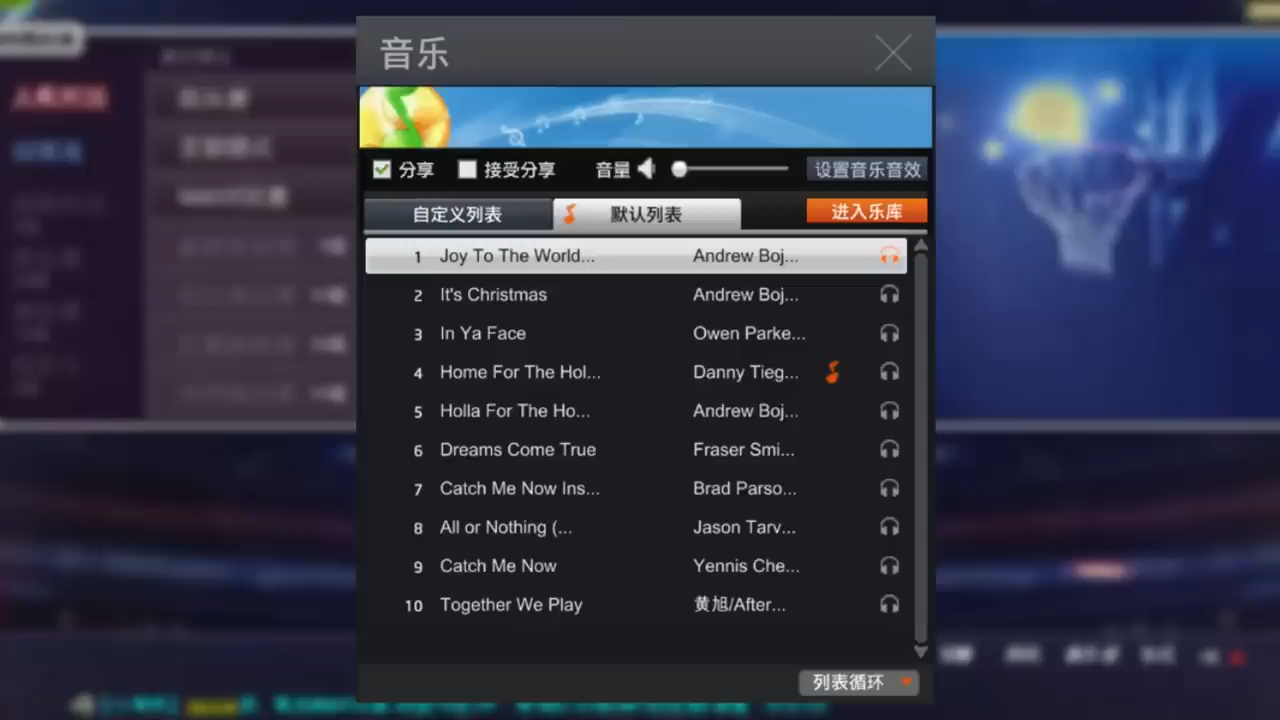 音乐
分享 接受分享 音量 设置音乐音效
自定义列表 默认列表 进入乐库
1 Joy To The World... Andrew Boj...
2 It's Christmas Andrew Boj...
3 In Ya Face Owen Parke...
4 Home For The Hol... Danny Tieg...
5 Holla For The Ho... Andrew Boj...
6 Dreams Come True Fraser Smi...
7 Catch Me Now Ins... Brad Parso...
8 All or Nothing (... Jason Tarv...
9 Catch Me Now Yennis Che...
10 Together We Play 黄旭/After...
列表循环